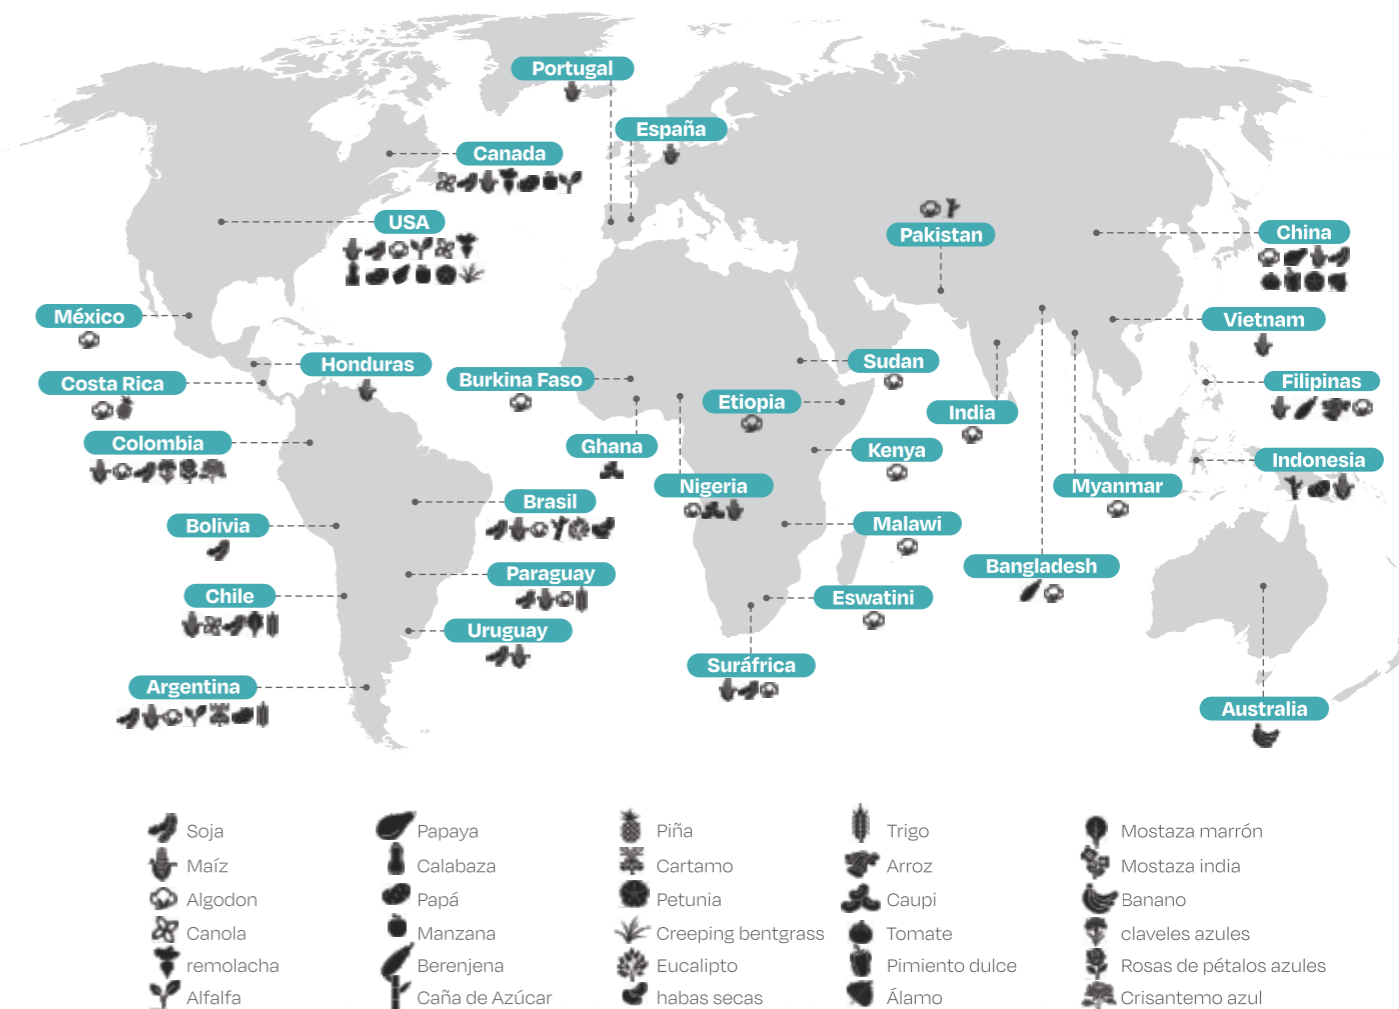 Portugal
España
Canada
USA
Pakistan
China
México
Vietnam
Honduras
Sudan
Costa Rica
Burkina Faso
Filipinas
Etiopia
India
Colombia
Ghana
Kenya
Indonesia
Nigeria
Myanmar
Brasil
Bolivia
Malawi
Bangladesh
Paraguay
Chile
Eswatini
Uruguay
Suráfrica
Argentina
Australia
Soja
Maíz
Algodon
Canola
remolacha
Alfalfa
Papaya
Calabaza
Papá
Manzana
Berenjena
Caña de Azúcar
Piña
Cartamo
Petunia
Creeping bentgrass
Eucalipto
habas secas
Trigo
Arroz
Caupi
Tomate
Pimiento dulce
Álamo
Mostaza marrón
Mostaza india
Banano
claveles azules
Rosas de pétalos azules
Crisantemo azul